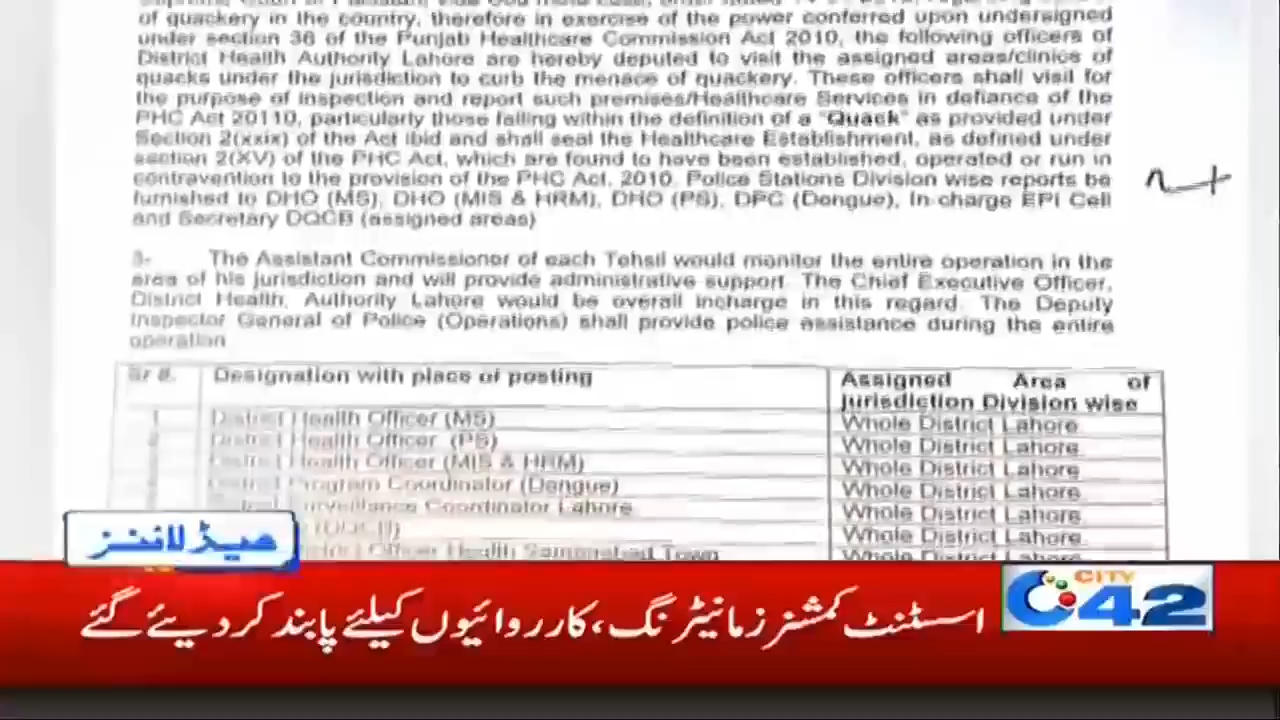 of quackery in the country, therefore in exercise of the power conferred upon undersigned
under section 36 of the Punjab Healthcare Commission Act 2010, the following officers of
District Health Authority Lahore are hereby deputed to visit the assigned areas/clinics of
quacks under the jurisdiction to curb the menace of quackery. These officers shall visit for
the purpose of inspection and report such premises/Healthcare Services in defiance of the
PHC Act 20110, particularly those falling within the definition of a "Quack" as provided under
Section 2(xxix) of the Act ibid and shall seal the Healthcare Establishment, as defined under
section 2(XV) of the PHC Act, which are found to have been established, operated or run in
contravention to the provision of the PHC Act, 2010. Police Stations Division wise reports be
furnished to DHO (MS), DHO (MIS & HRM), DHO (PS), DPC (Dengue), In charge EPI Cell
and Secretary DQCB (assigned areas)
3- The Assistant Commissioner of each Tehsil would monitor the entire operation in the
area of his jurisdiction and will provide administrative support. The Chief Executive Officer,
District Health, Authority Lahore would be overall incharge in this regard. The Deputy
Inspector General of Police (Operations) shall provide police assistance during the entire
operation
Sr #. Designation with place of posting Assigned Area of
jurisdiction Division wise
1 District Health Officer (MS) Whole District Lahore
District Health Officer (PS) Whole District Lahore
District Health Officer (MIS & HRM) Whole District Lahore
District Program Coordinator (Dengue) Whole District Lahore
Surveillance Coordinator Lahore Whole District Lahore
Whole District Lahore
Officer Health Samanabad Town Whole District Lahore
ہیڈلائنز
اسسٹنٹ کمشنرز مانیٹرنگ، کارروائیوں کیلئے پابند کر دیئے گئے
CITY
42